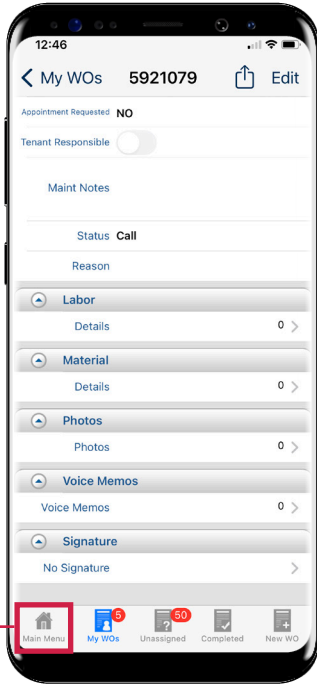 12:46
My WOs 5921079 Edit
Appointment Requested NO
Tenant Responsible
Maint Notes
Status Call
Reason
Labor
Details 0
Material
Details 0
Photos
Photos 0
Voice Memos
Voice Memos 0
Signature
No Signature
5 50
Main Menu My WOs Unassigned Completed New WO